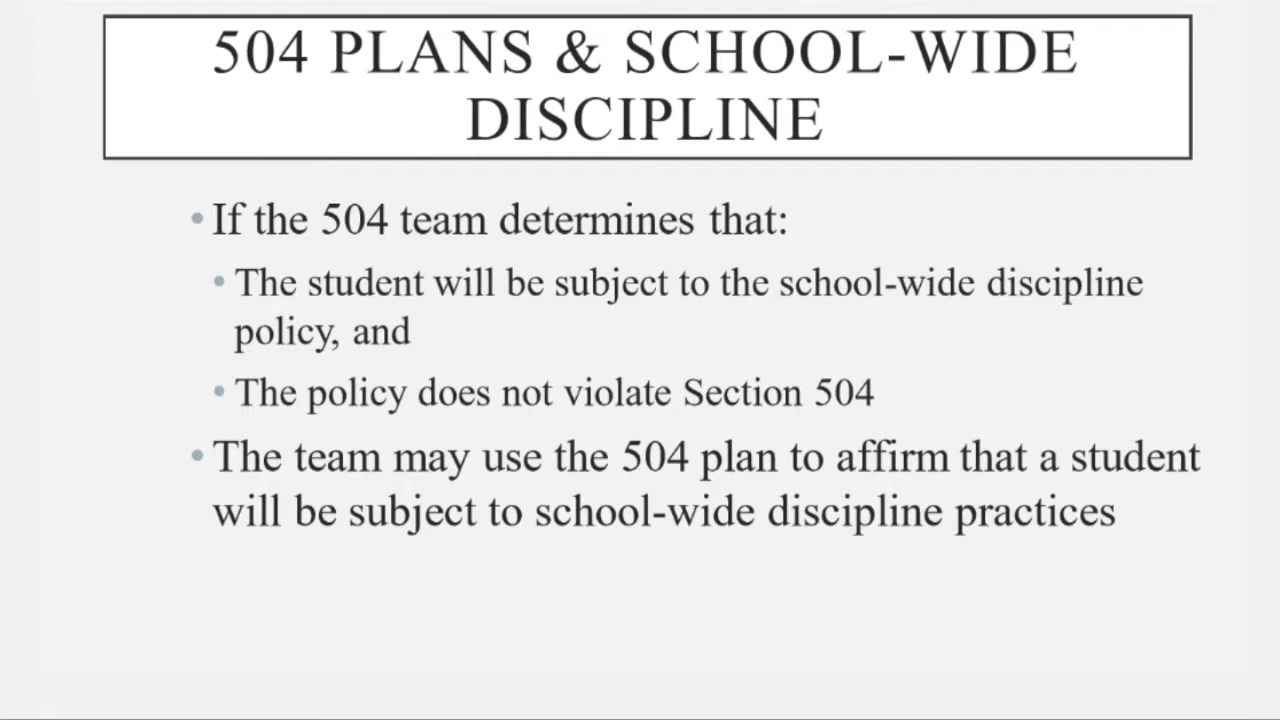 504 PLANS & SCHOOL-WIDE
DISCIPLINE
• If the 504 team determines that:
• The student will be subject to the school-wide discipline
policy, and
• The policy does not violate Section 504
• The team may use the 504 plan to affirm that a student
will be subject to school-wide discipline practices